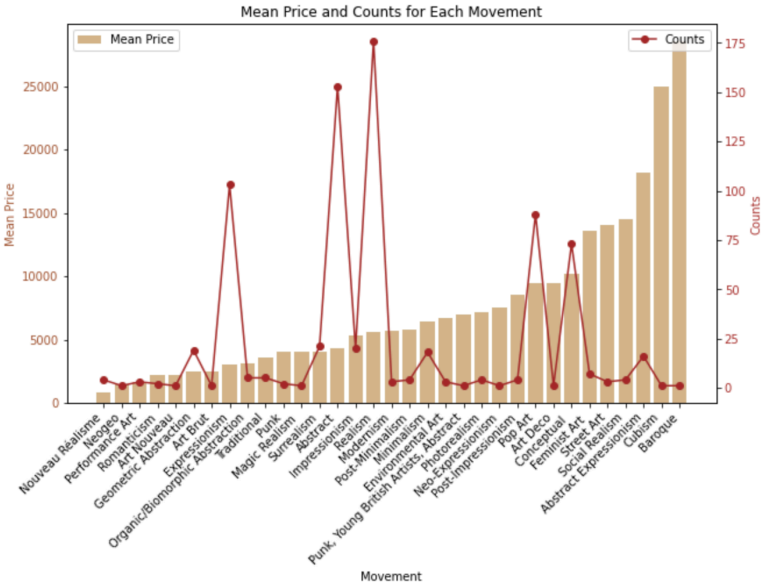 Mean Price and Counts for Each Movement
Mean Price
Counts
25000
20000
15000
10000
5000
0
175
150
125
100
75
50
25
0
Mean Price
Counts
Nouveau Réalisme
Neogeo
Performance Art
Romanticism
Art Nouveau
Geometric Abstraction
Art Brut
Expressionism
Organic/Biomorphic Abstraction
Traditional
Punk
Magic Realism
Surrealism
Abstract
Impressionism
Realism
Modernism
Post-Minimalism
Minimalism
Environmental Art
Punk, Young British Artists, Abstract
Photorealism
Neo-Expressionism
Post-Impressionism
Pop Art
Art Deco
Conceptual
Feminist Art
Street Art
Social Realism
Abstract Expressionism
Cubism
Baroque
Movement